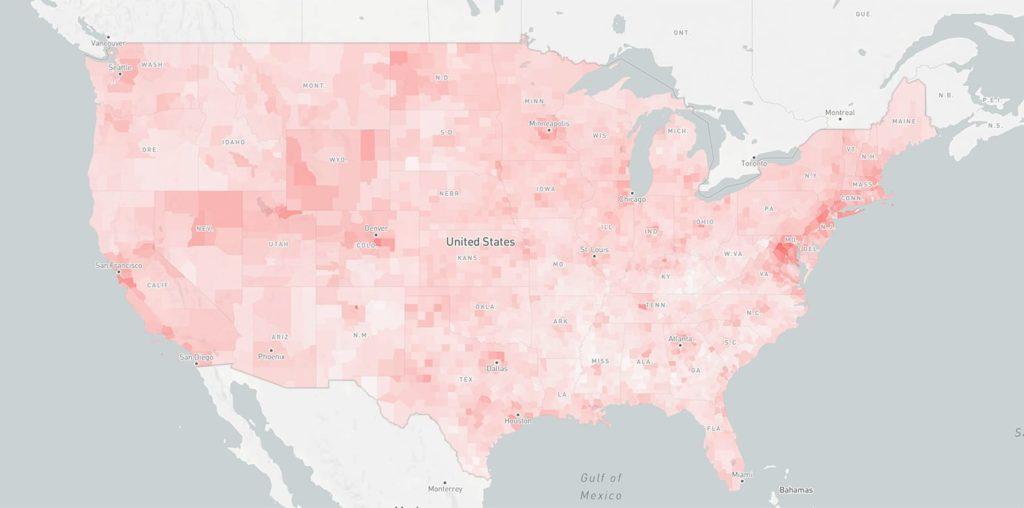 QUE.
ONT.
Vancouver
Seattle
WASH.
MONT.
N.D.
MINN.
N.B.
P.E.I.
N.S.
Montreal
MAINE
Minneapolis
WIS.
MICH.
Toronto
VT.
N.H.
ORE.
IDAHO
WYO.
S.D.
N.Y.
MASS.
CONN.
NEBR.
IOWA
Chicago
PA.
N.J.
NEV.
UTAH
Denver
COLO.
United States
KANS.
MO.
St. Louis
ILL.
IND.
OHIO
W.VA.
MD.
DEL.
VA.
San Francisco
CALIF.
KY.
ARIZ.
Phoenix
N.M.
OKLA.
ARK.
TENN.
N.C.
S.C.
Atlanta
San Diego
TEX.
Dallas
MISS.
ALA.
GA.
LA.
Houston
FLA.
Miami
Gulf of
Mexico
Bahamas
Monterrey